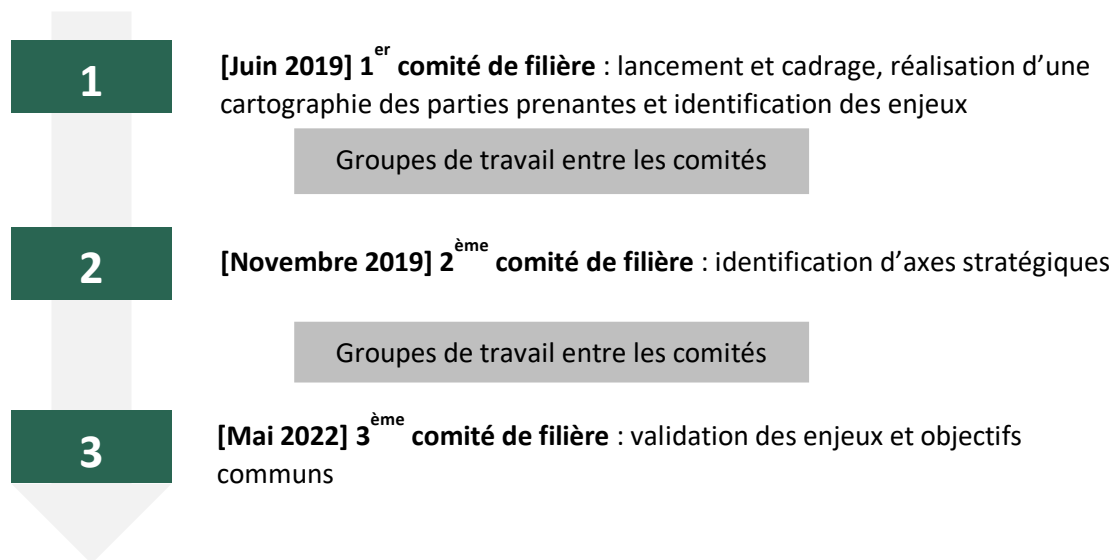 1
[Juin 2019] 1er comité de filière : lancement et cadrage, réalisation d’une
cartographie des parties prenantes et identification des enjeux
Groupes de travail entre les comités
2
[Novembre 2019] 2ème comité de filière : identification d’axes stratégiques
Groupes de travail entre les comités
3
[Mai 2022] 3ème comité de filière : validation des enjeux et objectifs
communs